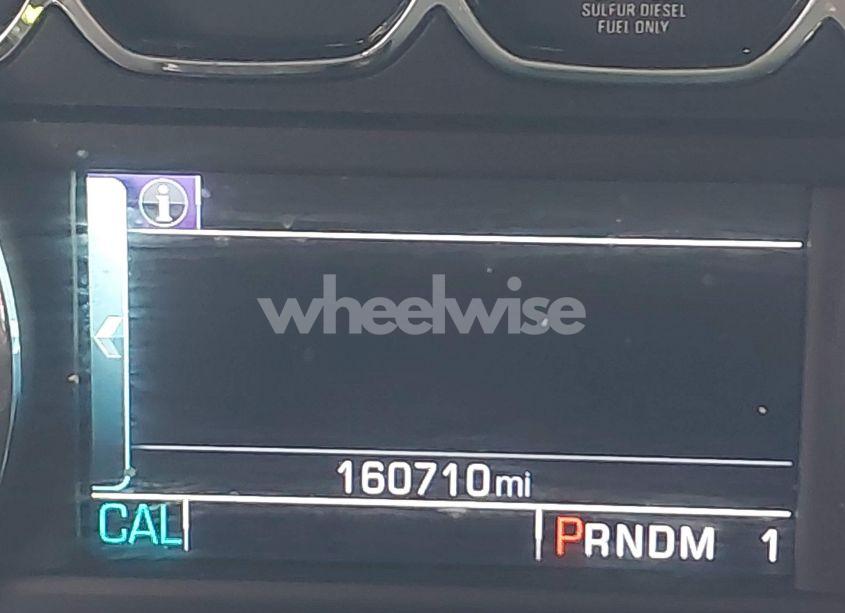 SULFUR DIESEL
FUEL ONLY
i
wheelwise
160710mi
CAL PRNDM 1